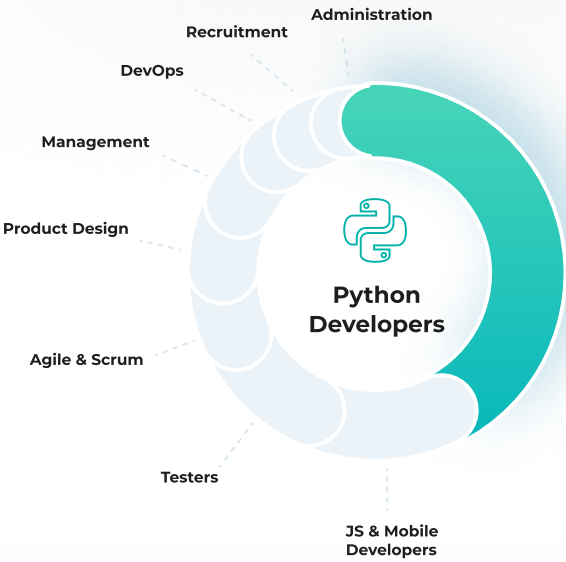 Administration
Recruitment
DevOps
Management
Product Design
Python
Developers
Agile & Scrum
Testers
JS & Mobile
Developers